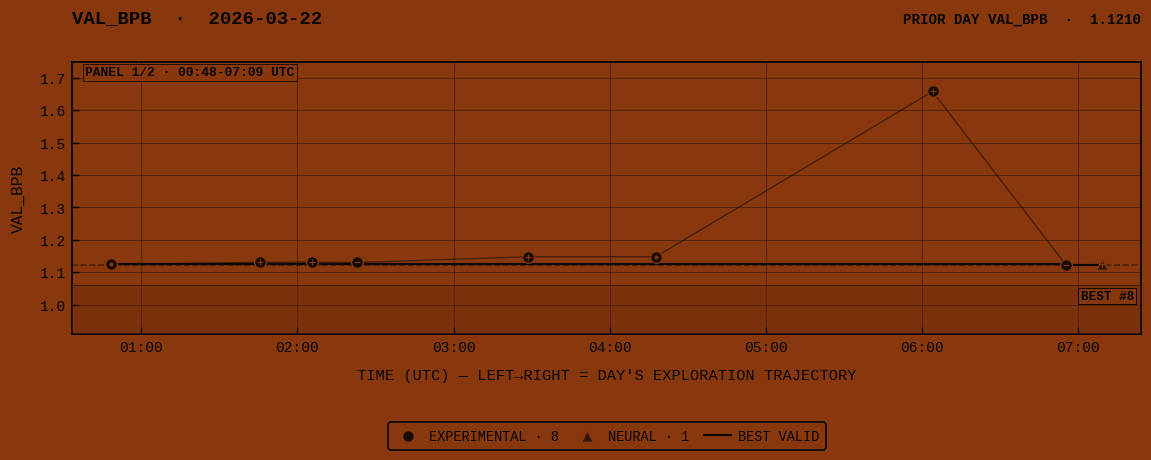 VAL_BPB · 2026-03-22
PRIOR DAY VAL_BPB · 1.1210
PANEL 1/2 · 00:48-07:09 UTC
1.7
1.6
1.5
1.4
1.3
1.2
1.1
1.0
VAL_BPB
BEST #8
01:00 02:00 03:00 04:00 05:00 06:00 07:00
TIME (UTC) — LEFT→RIGHT = DAY'S EXPLORATION TRAJECTORY
EXPERIMENTAL · 8 NEURAL · 1 BEST VALID